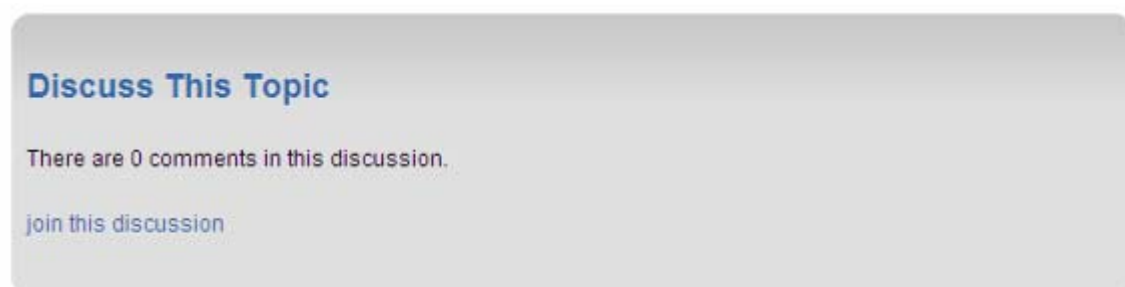 Discuss This Topic
There are 0 comments in this discussion.
join this discussion